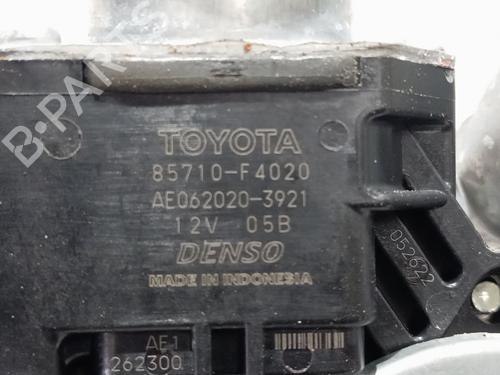 B-PARTS
TOYOTA
85710-F4020
AE062020-3921
12V 05B
DENSO
MADE IN INDONESIA
052622
AE1
262300